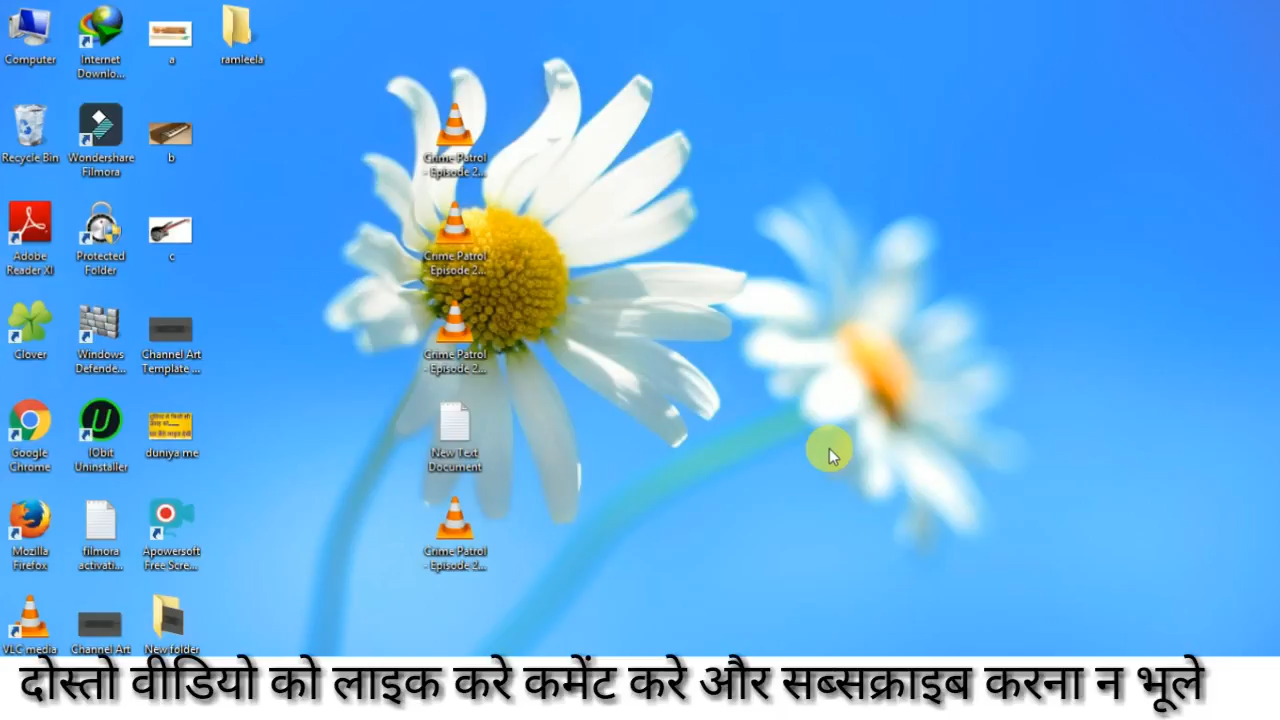 Computer
Internet
Downlo...
a
ramleela
Recycle Bin
Wondershare
Filmora
b
Crime Patrol
- Episode 2...
Adobe
Reader XI
Protected
Folder
c
Crime Patrol
- Episode 2...
Clover
Windows
Defende...
Channel Art
Template ...
Crime Patrol
- Episode 2...
Google
Chrome
IObit
Uninstaller
duniya me
New Text
Document
Mozilla
Firefox
filmora
activati...
Apowersoft
Free Scre...
Crime Patrol
- Episode 2...
VLC media
Channel Art
New folder
दोस्तो वीडियो को लाइक करे कमेंट करे और सब्सक्राइब करना न भूले